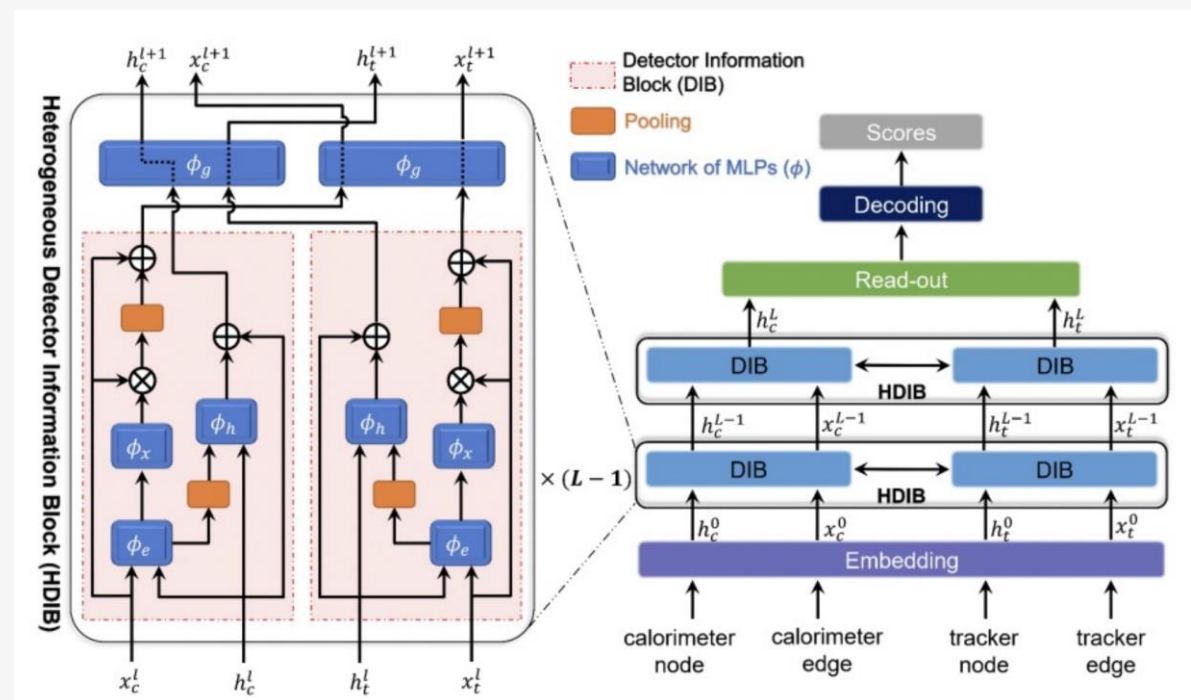 Heterogeneous Detector Information Block (HDIB)
h_c^{l+1} x_c^{l+1} h_t^{l+1} x_t^{l+1}
ϕ_g ϕ_g
ϕ_h ϕ_h
ϕ_x ϕ_x
ϕ_e ϕ_e
x_c^l h_c^l h_t^l x_t^l
Detector Information
Block (DIB)
Pooling
Network of MLPs (ϕ)
× (L − 1)
Scores
Decoding
Read-out
h_c^L h_t^L
DIB DIB
HDIB
h_c^{L-1} x_c^{L-1} h_t^{L-1} x_t^{L-1}
DIB DIB
HDIB
h_c^0 x_c^0 h_t^0 x_t^0
Embedding
calorimeter node
calorimeter edge
tracker node
tracker edge